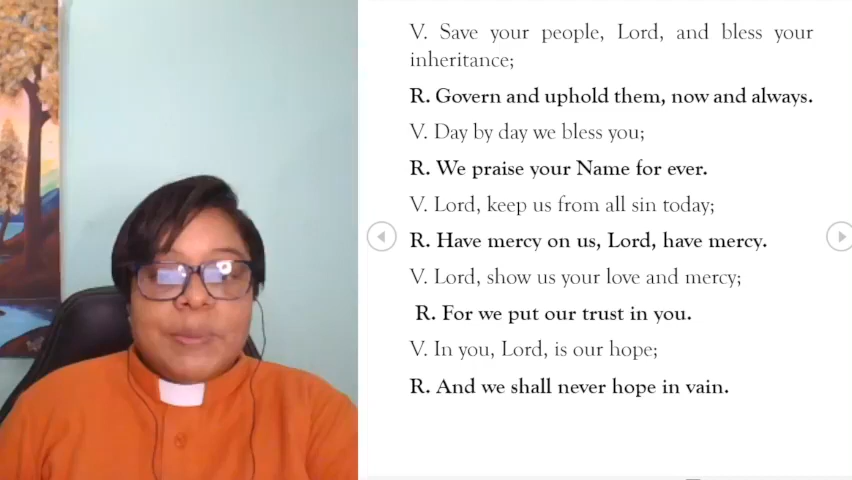 V. Save your people, Lord, and bless your
inheritance;
R. Govern and uphold them, now and always.
V. Day by day we bless you;
R. We praise your Name for ever.
V. Lord, keep us from all sin today;
R. Have mercy on us, Lord, have mercy.
V. Lord, show us your love and mercy;
R. For we put our trust in you.
V. In you, Lord, is our hope;
R. And we shall never hope in vain.